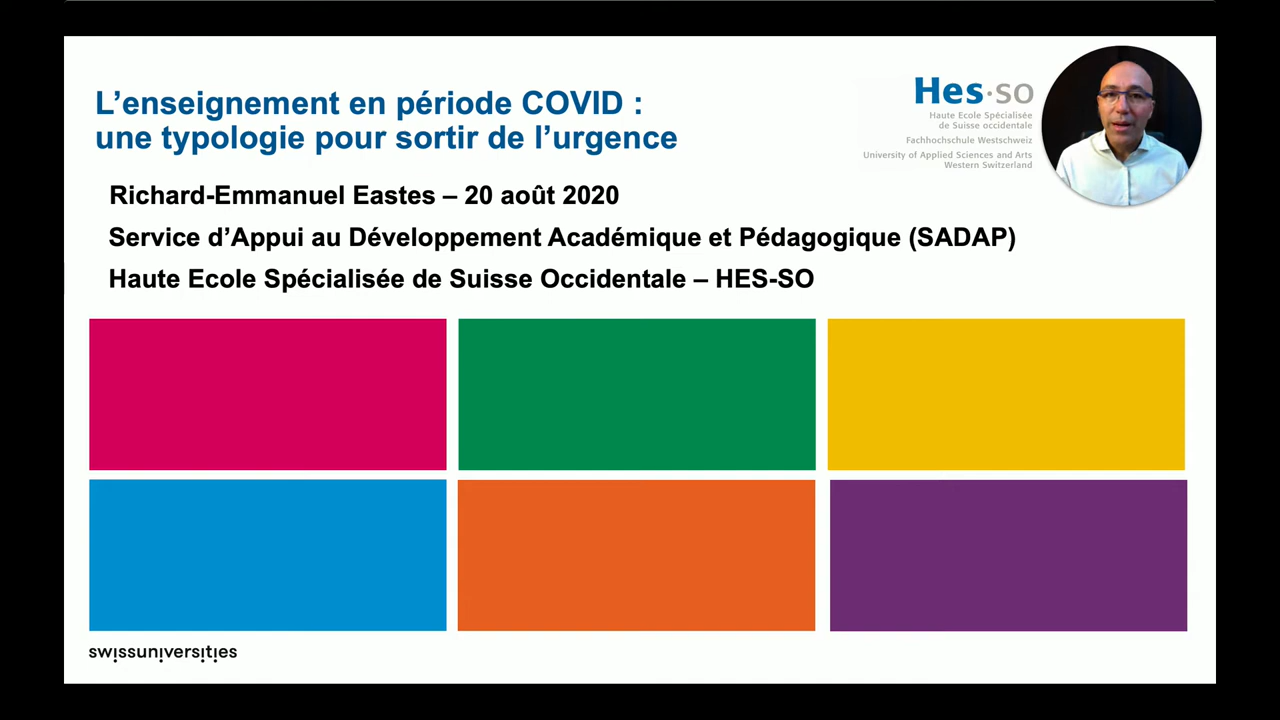 L'enseignement en période COVID :
une typologie pour sortir de l'urgence
Hes·so
Haute Ecole Spécialisée
de Suisse occidentale
Fachhochschule Westschweiz
University of Applied Sciences and Arts
Western Switzerland
Richard-Emmanuel Eastes – 20 août 2020
Service d'Appui au Développement Académique et Pédagogique (SADAP)
Haute Ecole Spécialisée de Suisse Occidentale – HES-SO
swissuniversities